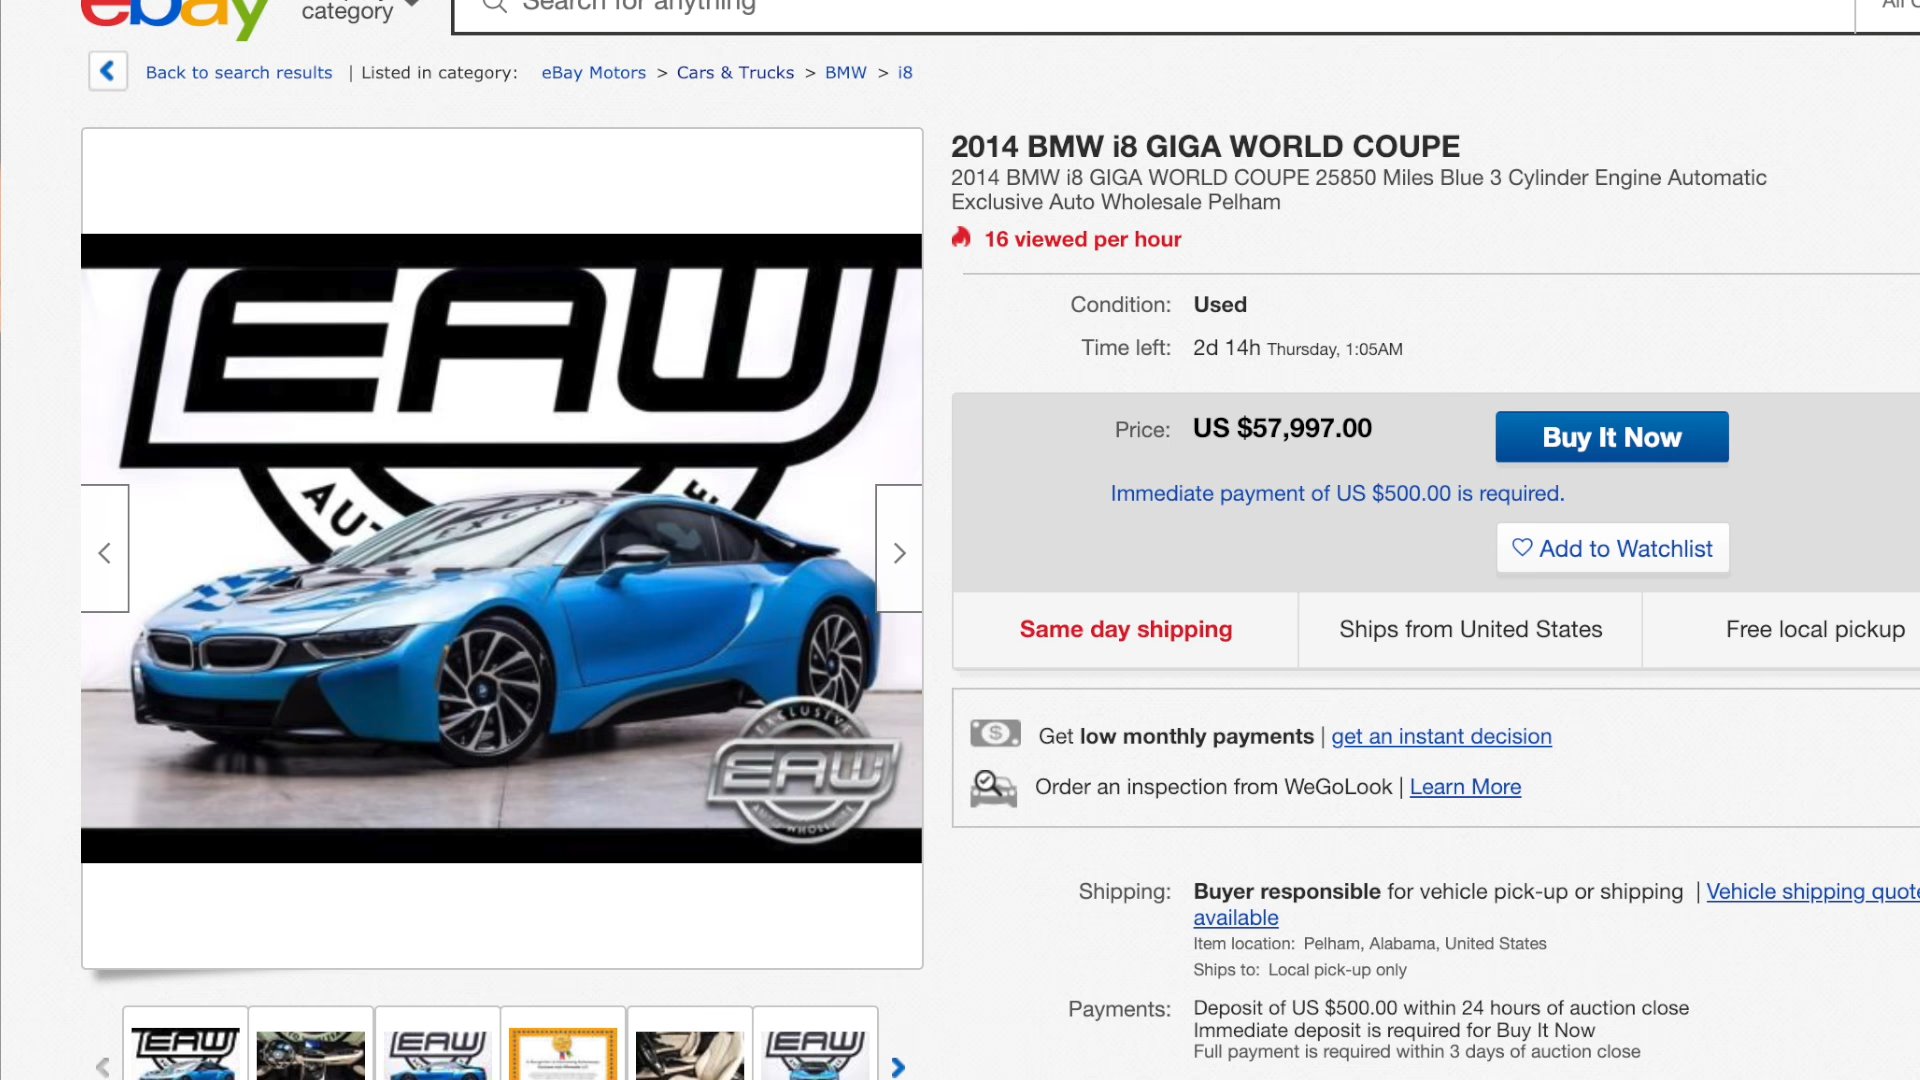 ebay
category
Search for anything
Back to search results | Listed in category: eBay Motors > Cars & Trucks > BMW > i8
2014 BMW i8 GIGA WORLD COUPE
2014 BMW i8 GIGA WORLD COUPE 25850 Miles Blue 3 Cylinder Engine Automatic
Exclusive Auto Wholesale Pelham
16 viewed per hour
Condition: Used
Time left: 2d 14h Thursday, 1:05AM
Price: US $57,997.00
Buy It Now
Immediate payment of US $500.00 is required.
Add to Watchlist
Same day shipping
Ships from United States
Free local pickup
Get low monthly payments | get an instant decision
Order an inspection from WeGoLook | Learn More
Shipping: Buyer responsible for vehicle pick-up or shipping | Vehicle shipping quote
available
Item location: Pelham, Alabama, United States
Ships to: Local pick-up only
Payments: Deposit of US $500.00 within 24 hours of auction close
Immediate deposit is required for Buy It Now
Full payment is required within 3 days of auction close
EAW
AUT
EXCLUSIVE
EAW
EAW
EAW
EAW